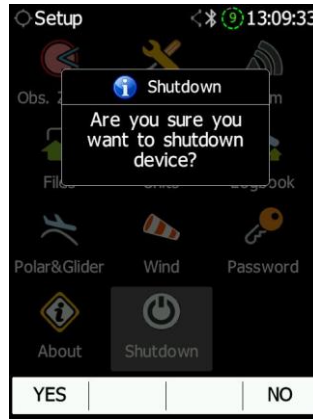 Setup
9
13:09:33
Shutdown
Obs.
Are you sure you
want to shutdown
device?
Files
Units
Logbook
Polar&Glider
Wind
Password
About
Shutdown
YES
NO